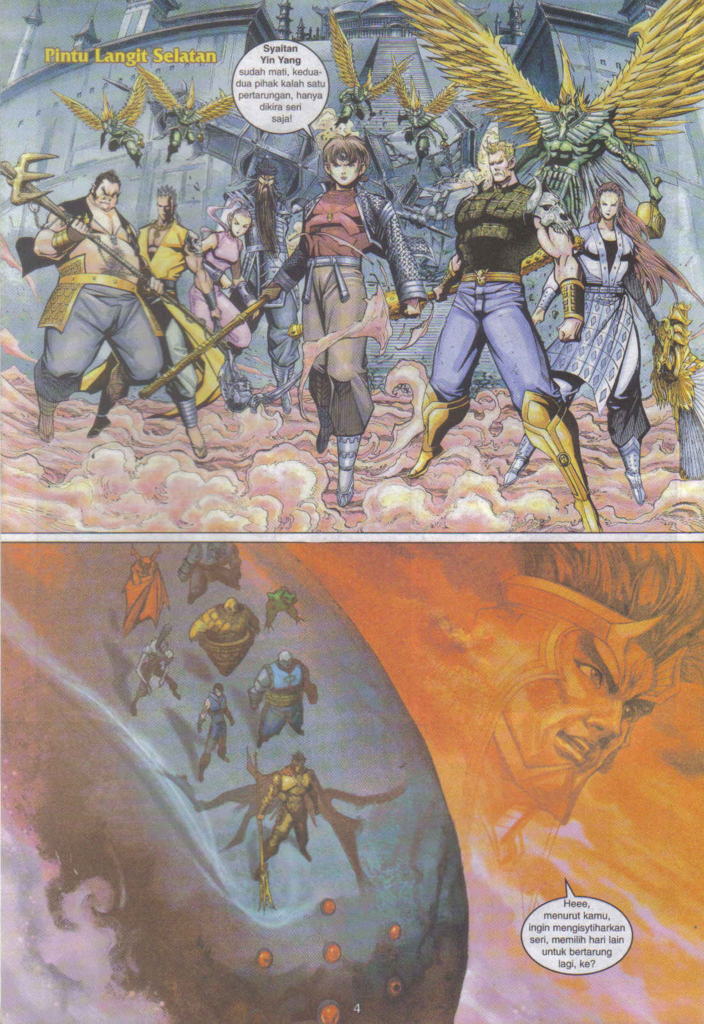 Pintu Langit Selatan
Syaitan
Yin Yang
sudah mati, kedua-
dua pihak kalah satu
pertarungan, hanya
dikira seri
saja!
Heee,
menurut kamu,
ingin mengisytiharkan
seri, memilih hari lain
untuk bertarung
lagi, ke?
4